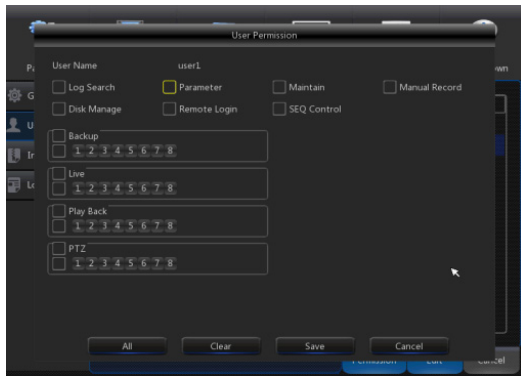 User Permission
User Name user1
Log Search Parameter Maintain Manual Record
Disk Manage Remote Login SEQ Control
Backup
1 2 3 4 5 6 7 8
Live
1 2 3 4 5 6 7 8
Play Back
1 2 3 4 5 6 7 8
PTZ
1 2 3 4 5 6 7 8
All Clear Save Cancel
Permission Edit Cancel